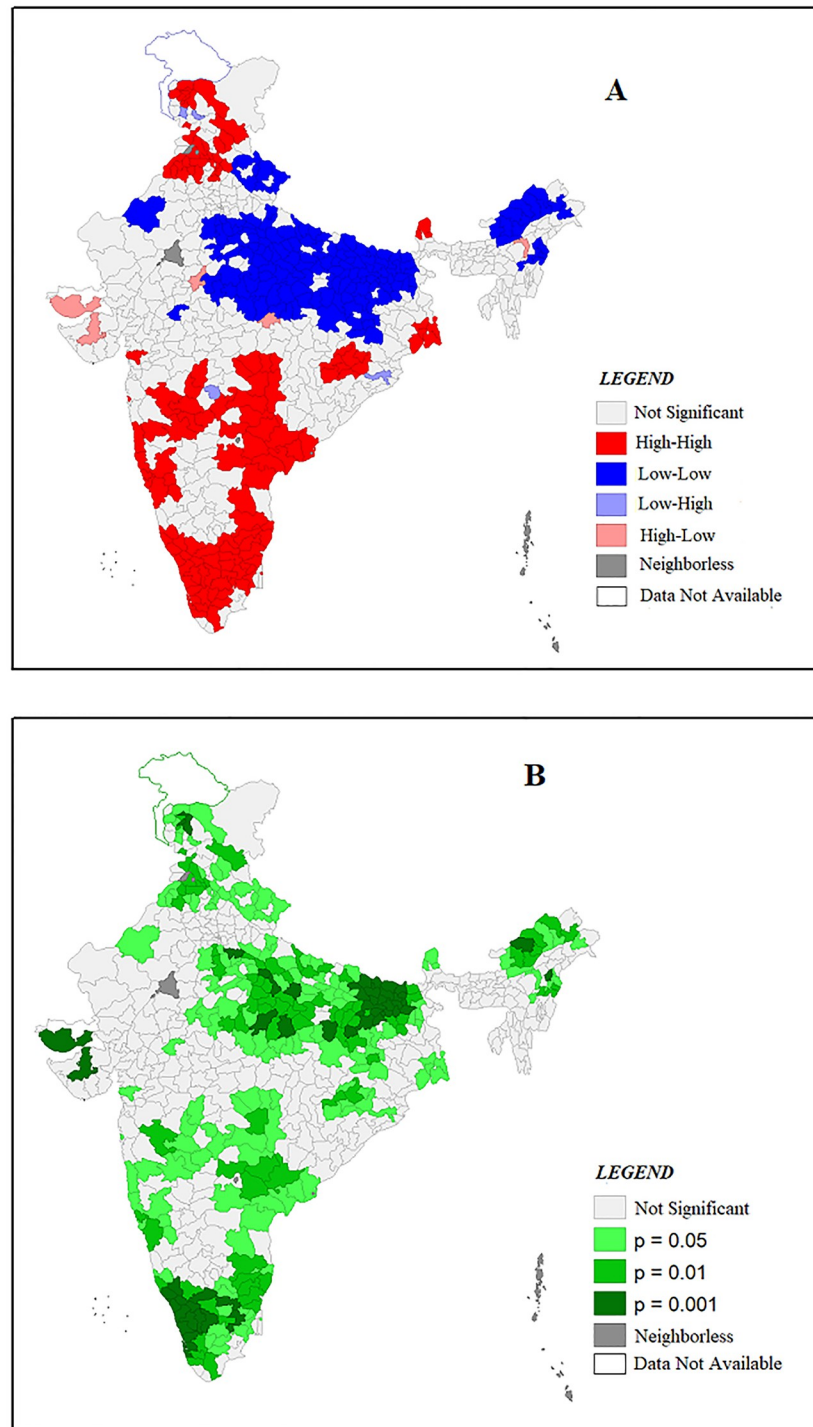 A
LEGEND
Not Significant
High-High
Low-Low
Low-High
High-Low
Neighborless
Data Not Available
B
LEGEND
Not Significant
p = 0.05
p = 0.01
p = 0.001
Neighborless
Data Not Available